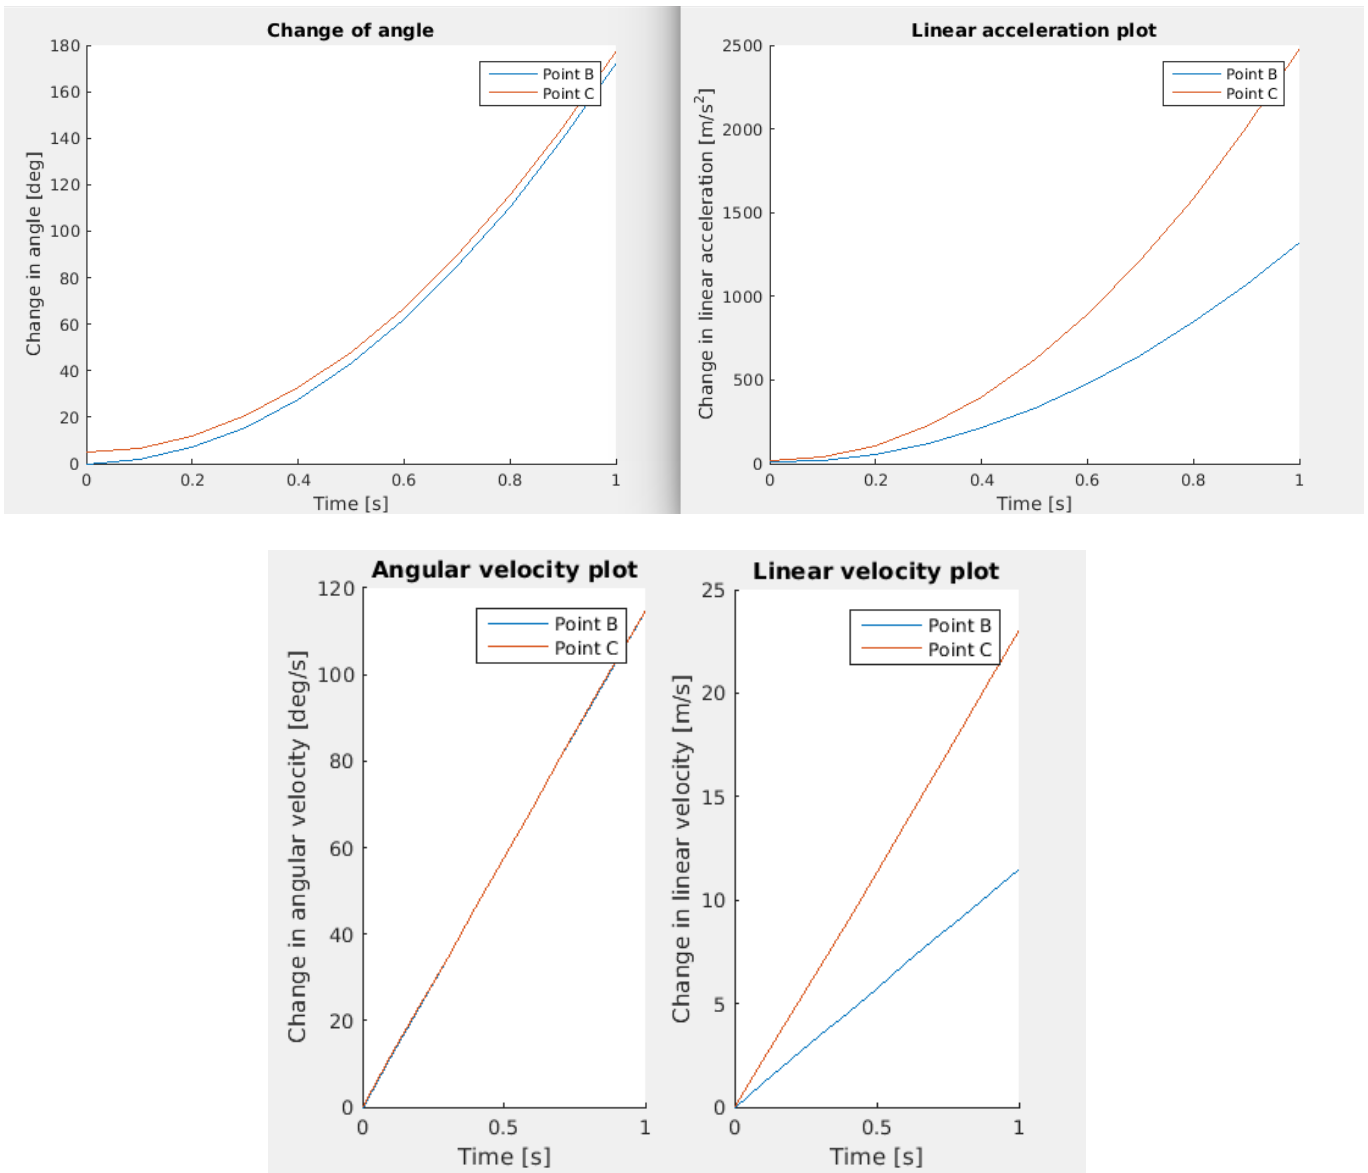 Change of angle
Change in angle [deg]
180
160
140
120
100
80
60
40
20
0
Point B
Point C
0 0.2 0.4 0.6 0.8 1
Time [s]
Linear acceleration plot
Change in linear acceleration [m/s²]
2500
2000
1500
1000
500
0
Point B
Point C
0 0.2 0.4 0.6 0.8 1
Time [s]
Angular velocity plot
Change in angular velocity [deg/s]
120
100
80
60
40
20
0
Point B
Point C
0 0.5 1
Time [s]
Linear velocity plot
Change in linear velocity [m/s]
25
20
15
10
5
0
Point B
Point C
0 0.5 1
Time [s]